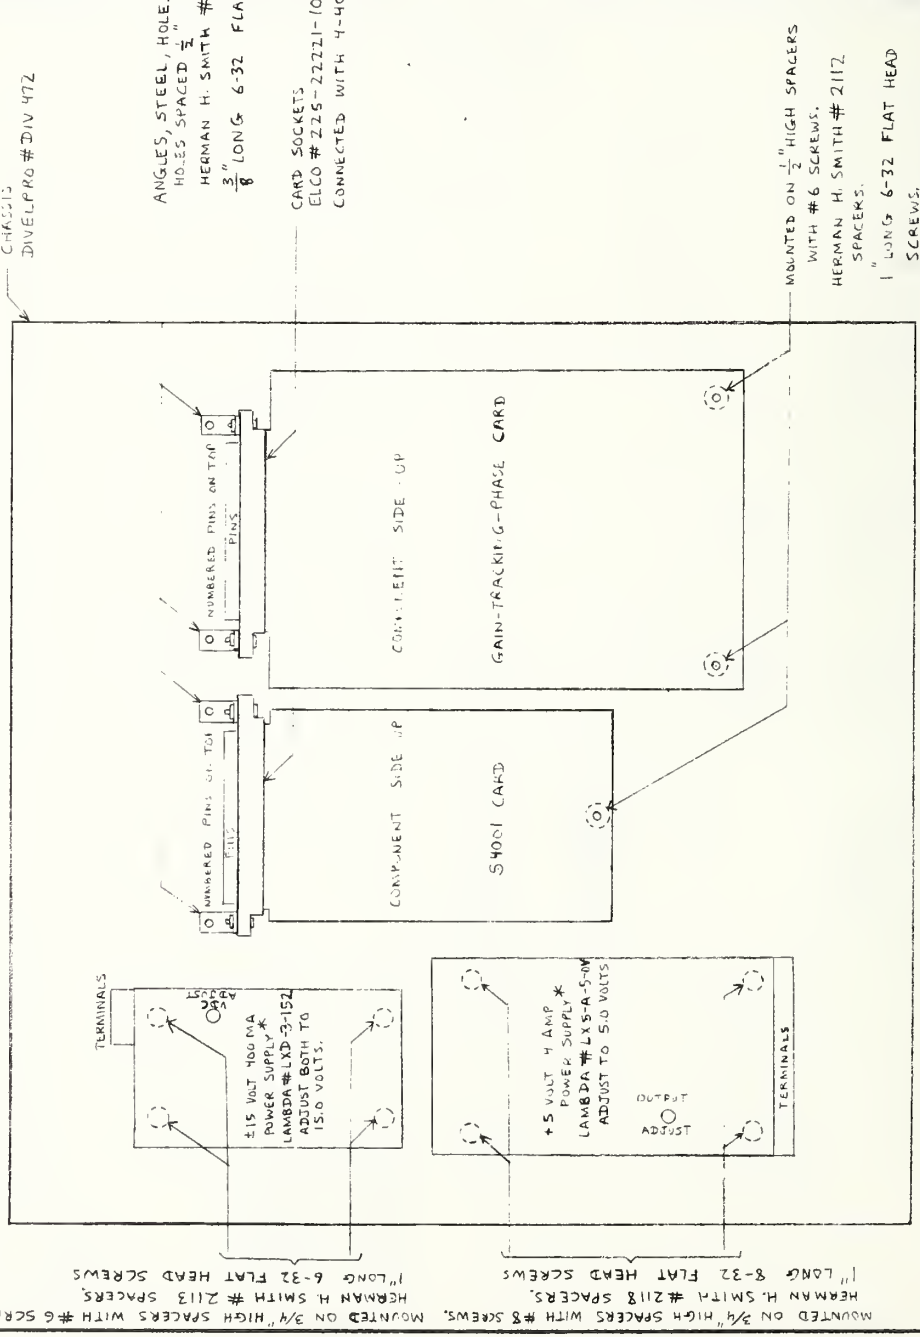 CHASSIS
DIVELPRO # DIV 472
ANGLES, STEEL, HOLE
HOLES SPACED 1/2"
HERMAN H. SMITH #
3/8" LONG 6-32 FLA
CARD SOCKETS
ELCO # 225-22221-10
CONNECTED WITH 4-40
MOUNTED ON 1/2" HIGH SPACERS
WITH #6 SCREWS.
HERMAN H. SMITH # 2112
SPACERS.
1" LONG 6-32 FLAT HEAD
SCREWS.
NUMBERED PINS ON TOP
PINS
COMPONENT SIDE UP
GAIN-TRACKING-PHASE CARD
NUMBERED PINS ON TOP
PINS
COMPONENT SIDE UP
S4001 CARD
TERMINALS
VDC
ADJUST
±15 VOLT 400 MA
POWER SUPPLY*
LAMBDA # LXD-3-152
ADJUST BOTH TO
15.0 VOLTS.
+5 VOLT 4 AMP
POWER SUPPLY*
LAMBDA # LX5-A-5-OV
ADJUST TO 5.0 VOLTS
OUTPUT
ADJUST
TERMINALS
MOUNTED ON 3/4" HIGH SPACERS WITH #6 SCR
HERMAN H. SMITH # 2113 SPACERS.
1" LONG 6-32 FLAT HEAD SCREWS
MOUNTED ON 3/4" HIGH SPACERS WITH #8 SCREWS.
HERMAN H. SMITH # 2118 SPACERS.
1" LONG 8-32 FLAT HEAD SCREWS